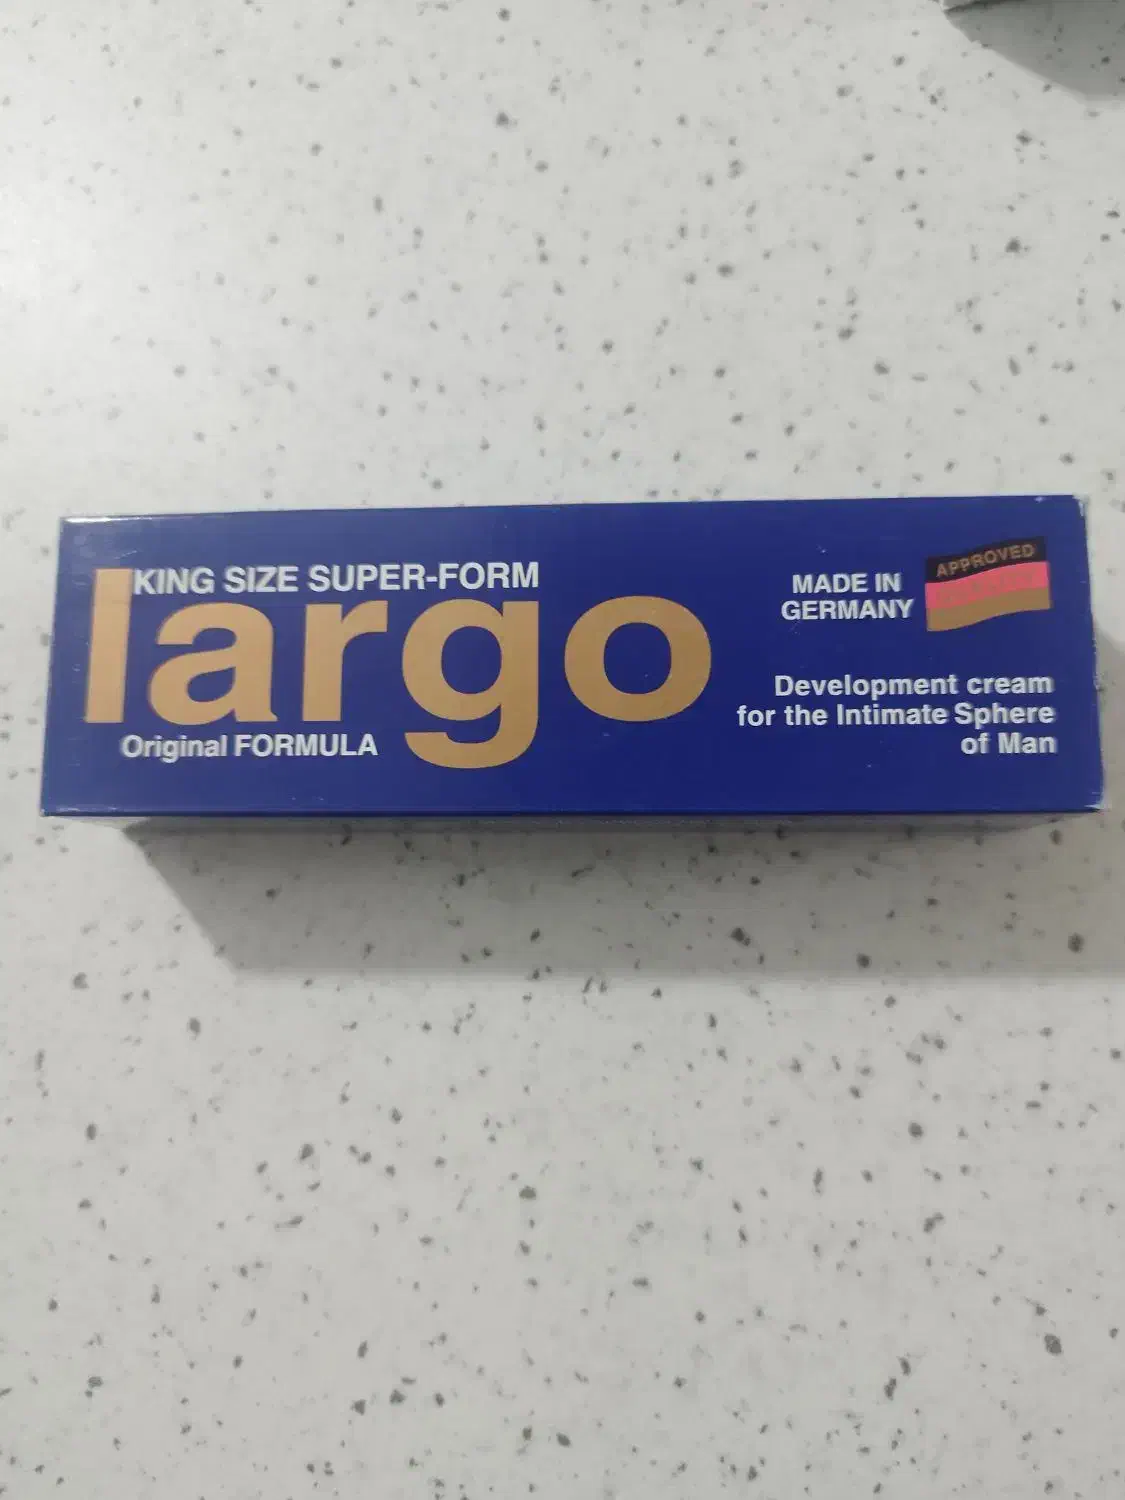 KING SIZE SUPER-FORM
largo
Original FORMULA
MADE IN
GERMANY
APPROVED
Development cream
for the Intimate Sphere
of Man